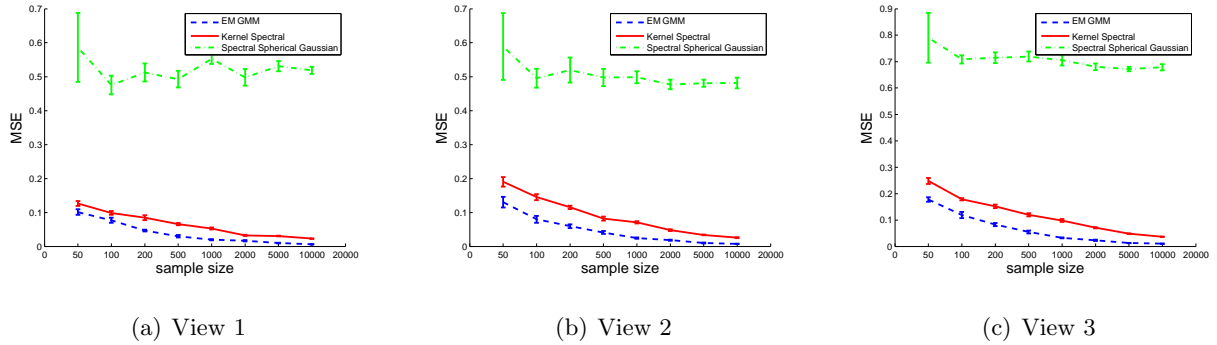 0.7
0.6
0.5
0.4
0.3
0.2
0.1
0
MSE
EM GMM
Kernel Spectral
Spectral Spherical Gaussian
0 50 100 200 500 1000 2000 5000 10000 20000
sample size
(a) View 1
0.7
0.6
0.5
0.4
0.3
0.2
0.1
0
MSE
EM GMM
Kernel Spectral
Spectral Spherical Gaussian
0 50 100 200 500 1000 2000 5000 10000 20000
sample size
(b) View 2
0.9
0.8
0.7
0.6
0.5
0.4
0.3
0.2
0.1
0
MSE
EM GMM
Kernel Spectral
Spectral Spherical Gaussian
0 50 100 200 500 1000 2000 5000 10000 20000
sample size
(c) View 3